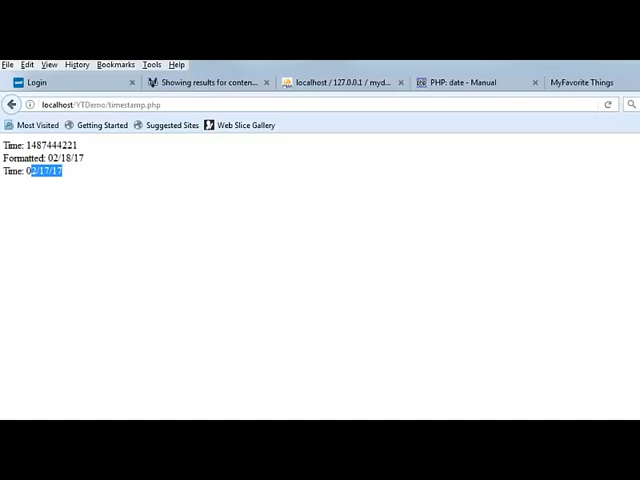 File Edit View History Bookmarks Tools Help
Login Showing results for conten... localhost / 127.0.0.1 / myd... PHP: date - Manual MyFavorite Things
localhost/YTDemo/timestamp.php
Most Visited Getting Started Suggested Sites Web Slice Gallery
Time: 1487444221
Formatted: 02/18/17
Time: 02/17/17